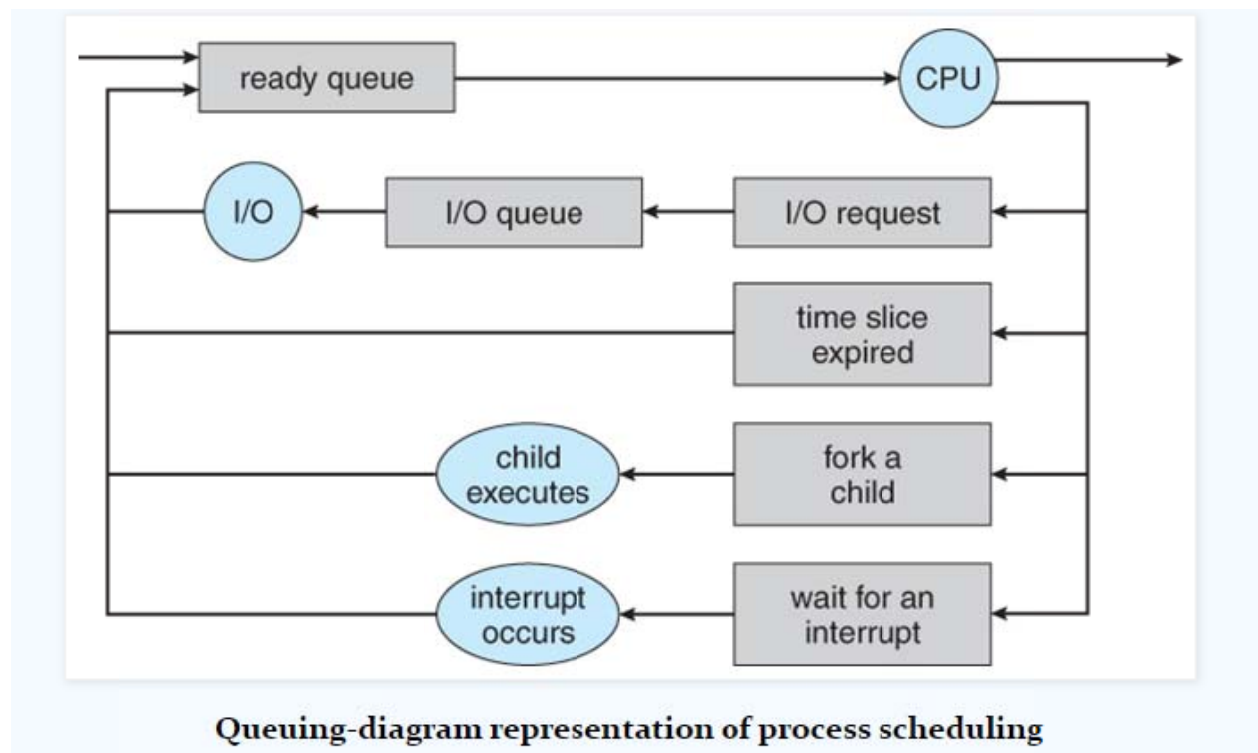 ready queue
CPU
I/O
I/O queue
I/O request
time slice
expired
child
executes
fork a
child
interrupt
occurs
wait for an
interrupt
Queuing-diagram representation of process scheduling